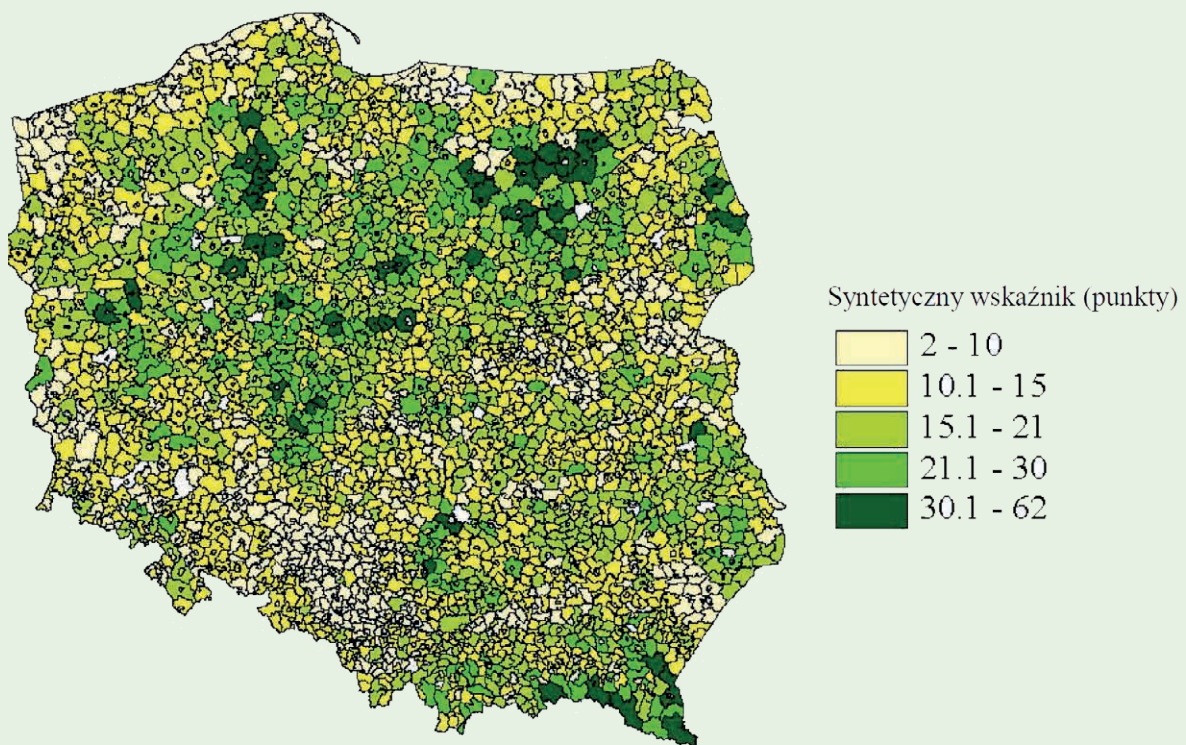 Syntetyczny wskaźnik (punkty)
2 - 10
10.1 - 15
15.1 - 21
21.1 - 30
30.1 - 62